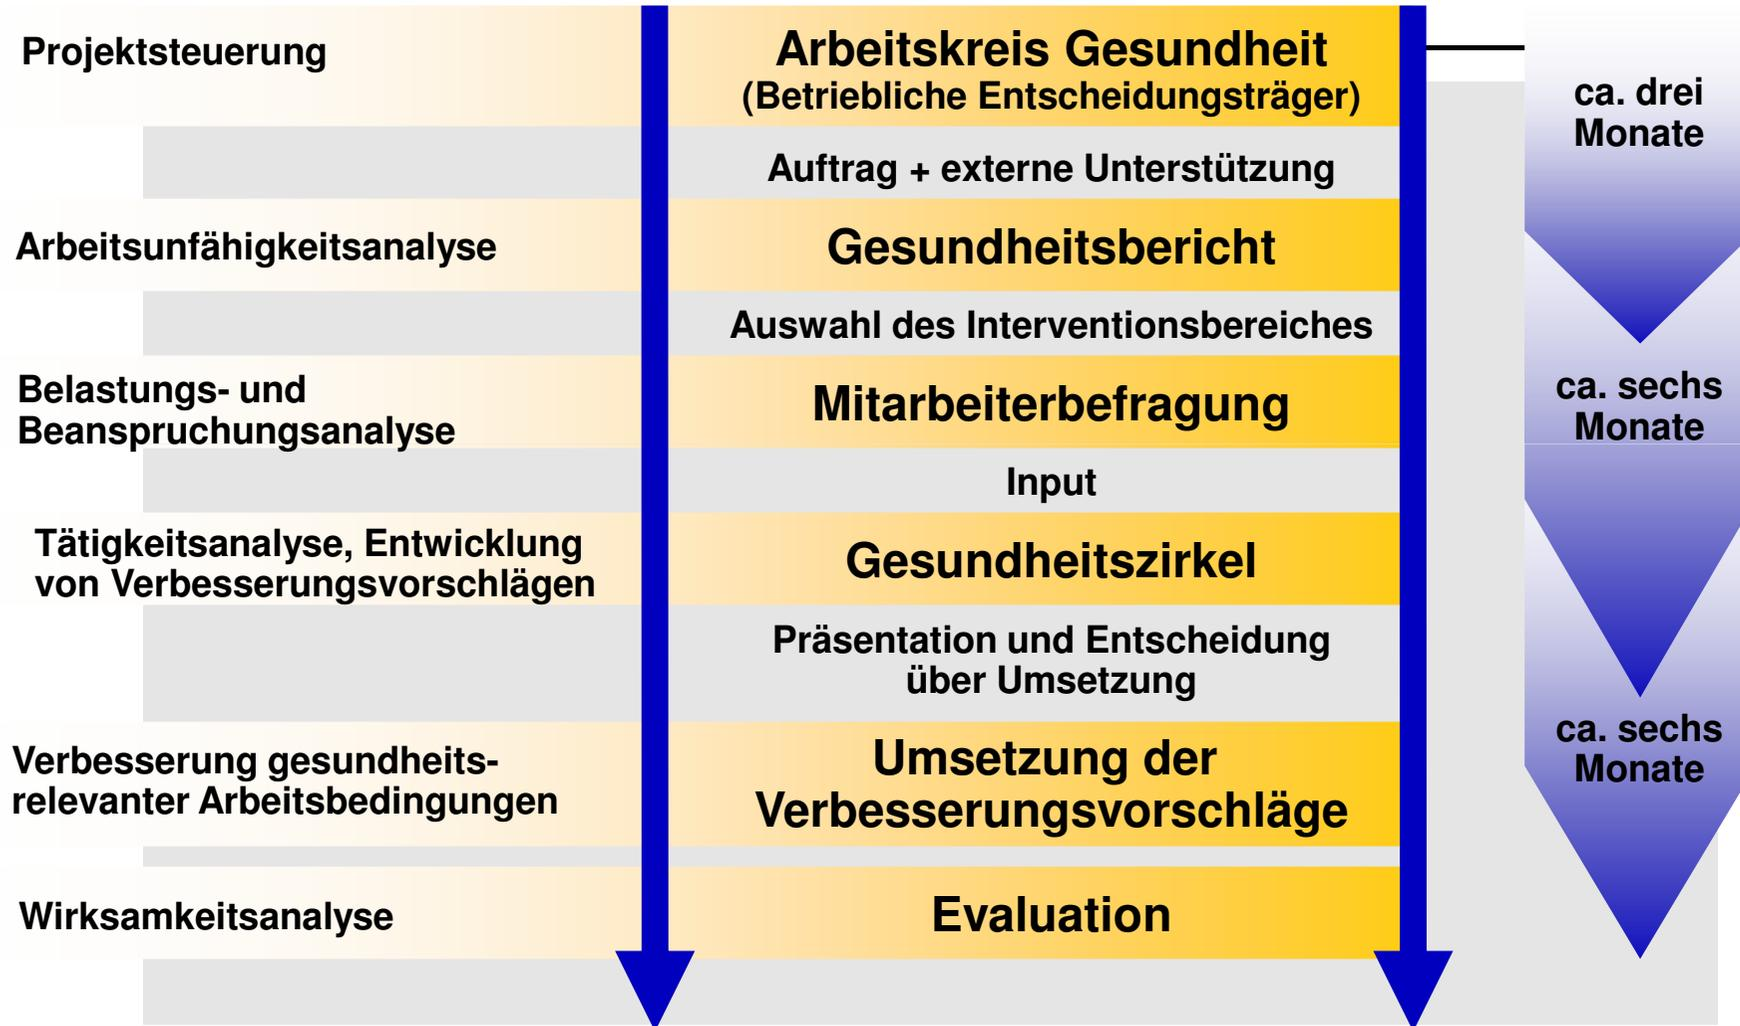 Projektsteuerung
Arbeitskreis Gesundheit
(Betriebliche Entscheidungsträger)
ca. drei
Monate
Auftrag + externe Unterstützung
Arbeitsunfähigkeitsanalyse
Gesundheitsbericht
Auswahl des Interventionsbereiches
Belastungs- und
Beanspruchungsanalyse
Mitarbeiterbefragung
ca. sechs
Monate
Input
Tätigkeitsanalyse, Entwicklung
von Verbesserungsvorschlägen
Gesundheitszirkel
Präsentation und Entscheidung
über Umsetzung
Verbesserung gesundheits-
relevanter Arbeitsbedingungen
Umsetzung der
Verbesserungsvorschläge
ca. sechs
Monate
Wirksamkeitsanalyse
Evaluation